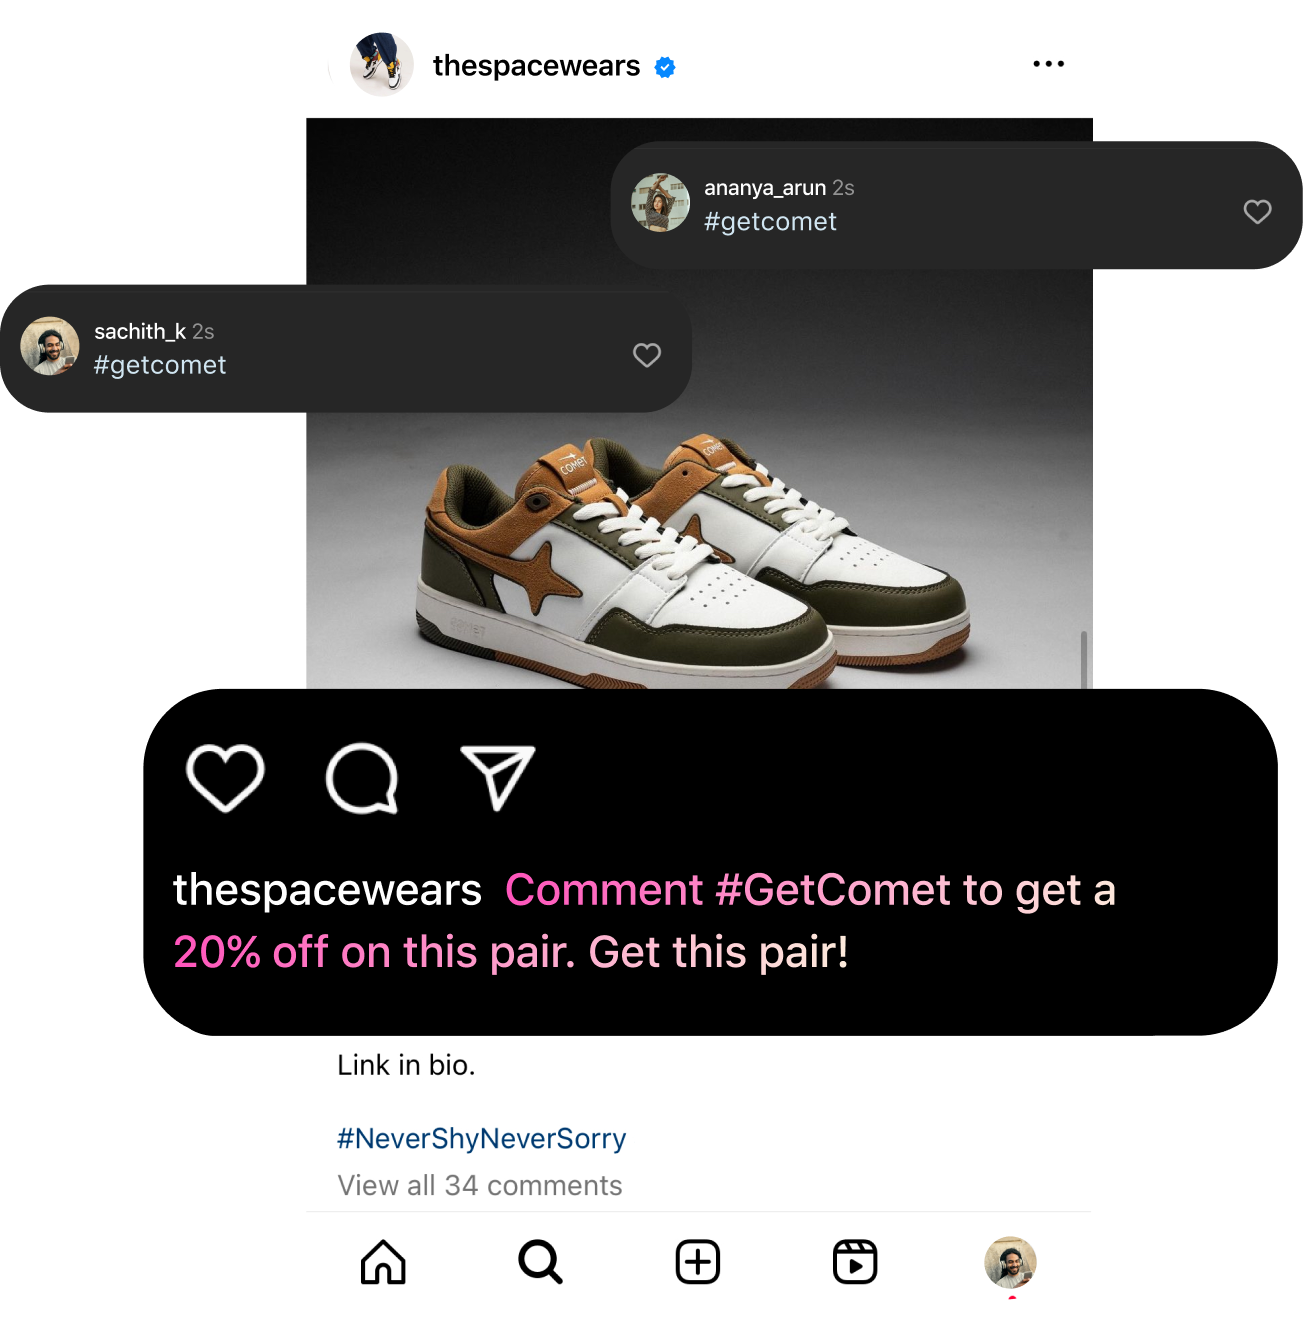 thespacewears
ananya_arun 2s
#getcomet
sachith_k 2s
#getcomet
COMET
COMET
COMET
thespacewears Comment #GetComet to get a
20% off on this pair. Get this pair!
Link in bio.
#NeverShyNeverSorry
View all 34 comments